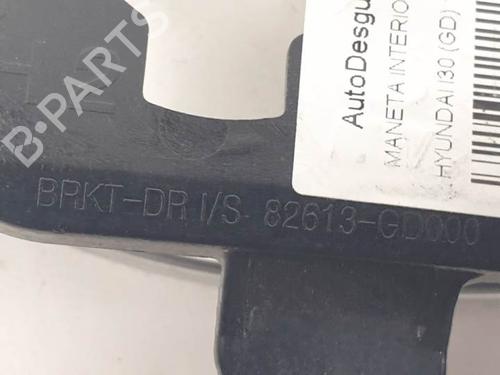 B-PARTS
AutoDesgu
MANETA INTERIO
HYUNDAI I30 (GD)
BRKT-DR I/S 82613-GD000